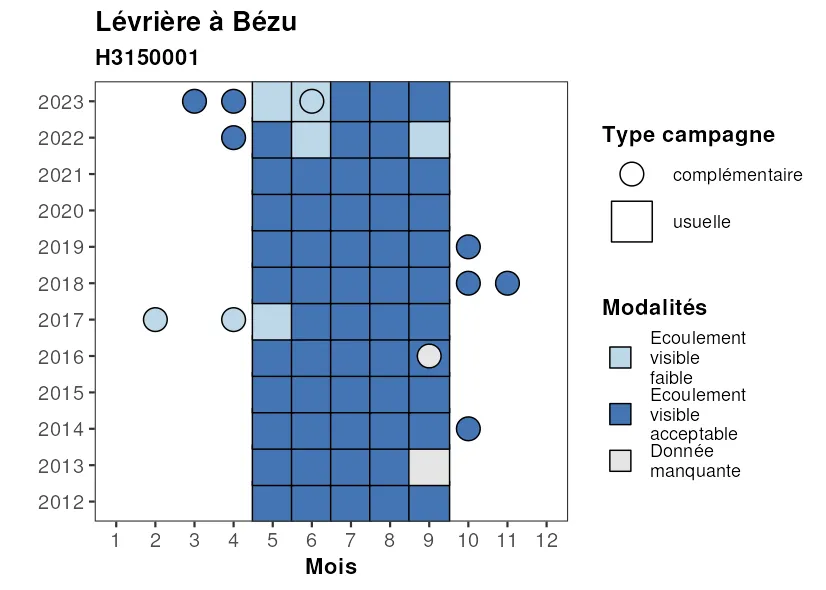 Lévrière à Bézu
H3150001
2023
2022
2021
2020
2019
2018
2017
2016
2015
2014
2013
2012
1 2 3 4 5 6 7 8 9 10 11 12
Mois
Type campagne
complémentaire
usuelle
Modalités
Ecoulement
visible
faible
Ecoulement
visible
acceptable
Donnée
manquante